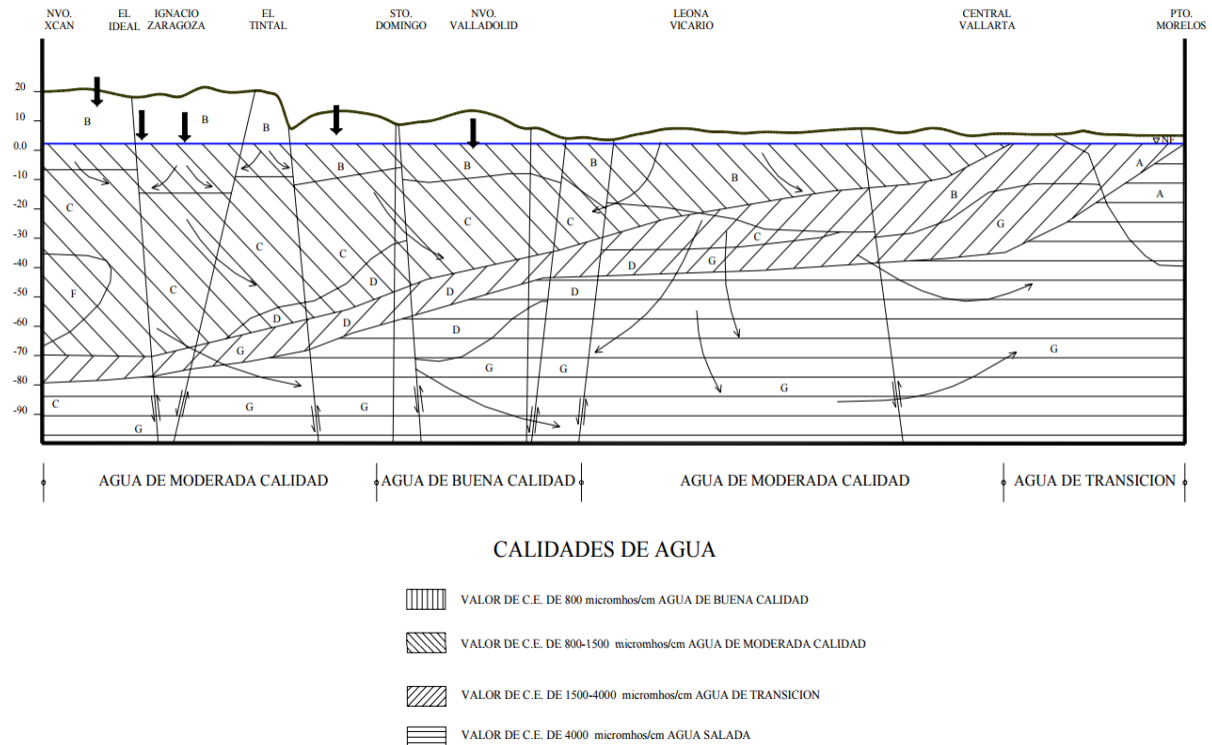 NVO. XCAN
EL IDEAL
IGNACIO ZARAGOZA
EL TINTAL
STO. DOMINGO
NVO. VALLADOLID
LEONA VICARIO
CENTRAL VALLARTA
PTO. MORELOS
20
10
0.0
-10
-20
-30
-40
-50
-60
-70
-80
-90
B
B
B
NE
B
B
B
B
A
A
B
C
C
C
C
C
C
C
G
F
D
D
D
D
D
D
D
G
G
G
G
G
G
C
G
G
G
G
AGUA DE MODERADA CALIDAD
AGUA DE BUENA CALIDAD
AGUA DE MODERADA CALIDAD
AGUA DE TRANSICION
CALIDADES DE AGUA
VALOR DE C.E. DE 800 micromhos/cm AGUA DE BUENA CALIDAD
VALOR DE C.E. DE 800-1500 micromhos/cm AGUA DE MODERADA CALIDAD
VALOR DE C.E. DE 1500-4000 micromhos/cm AGUA DE TRANSICION
VALOR DE C.E. DE 4000 micromhos/cm AGUA SALADA